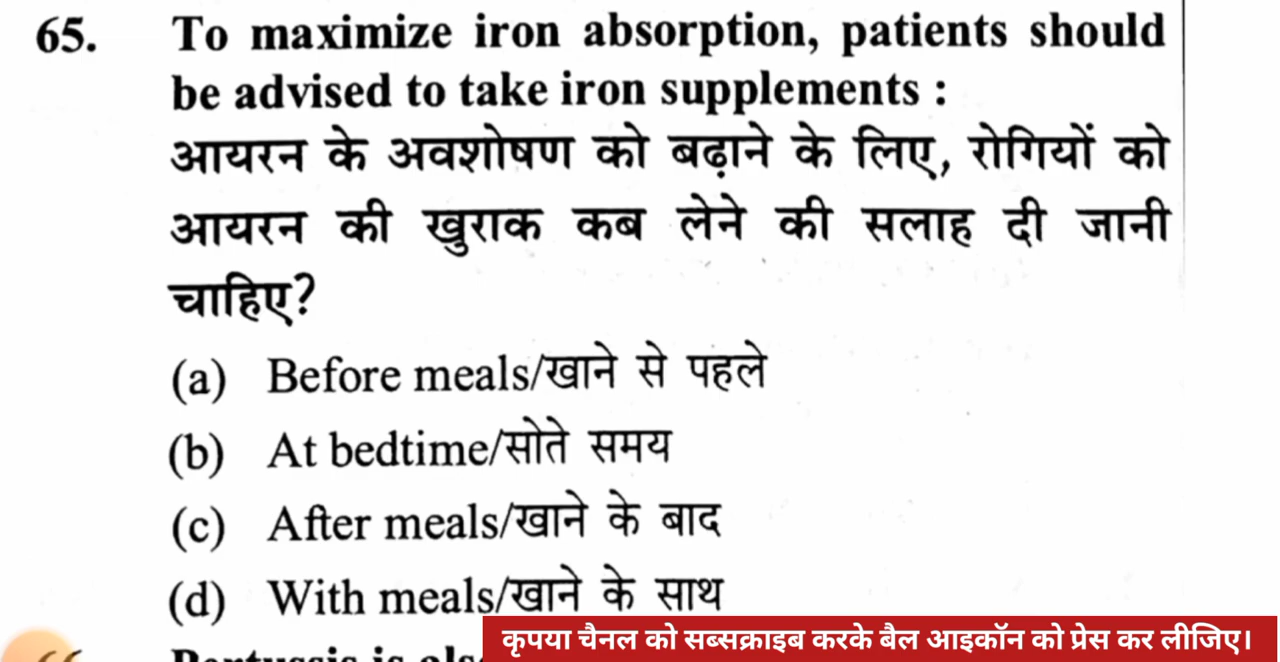 65. To maximize iron absorption, patients should
be advised to take iron supplements :
आयरन के अवशोषण को बढ़ाने के लिए, रोगियों को
आयरन की खुराक कब लेने की सलाह दी जानी
चाहिए?
(a) Before meals/खाने से पहले
(b) At bedtime/सोते समय
(c) After meals/खाने के बाद
(d) With meals/खाने के साथ
कृपया चैनल को सब्सक्राइब करके बैल आइकॉन को प्रेस कर लीजिए।
Pertussis is